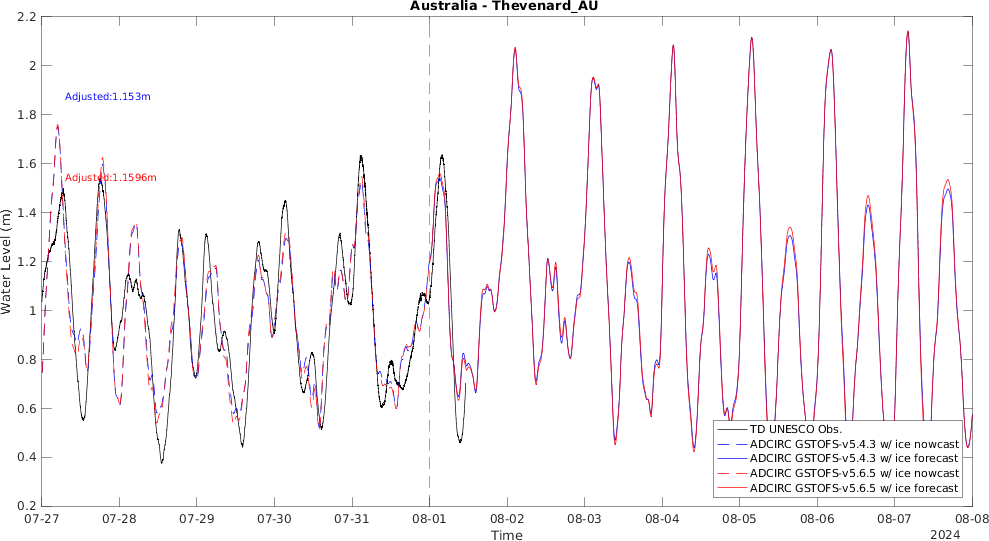 Australia - Thevenard_AU
2.2
2
1.8
1.6
1.4
1.2
1
0.8
0.6
0.4
0.2
Water Level (m)
Adjusted:1.153m
Adjusted:1.1596m
TD UNESCO Obs.
ADCIRC GSTOFS-v5.4.3 w/ ice nowcast
ADCIRC GSTOFS-v5.4.3 w/ ice forecast
ADCIRC GSTOFS-v5.6.5 w/ ice nowcast
ADCIRC GSTOFS-v5.6.5 w/ ice forecast
07-27 07-28 07-29 07-30 07-31 08-01 08-02 08-03 08-04 08-05 08-06 08-07 08-08
Time
2024